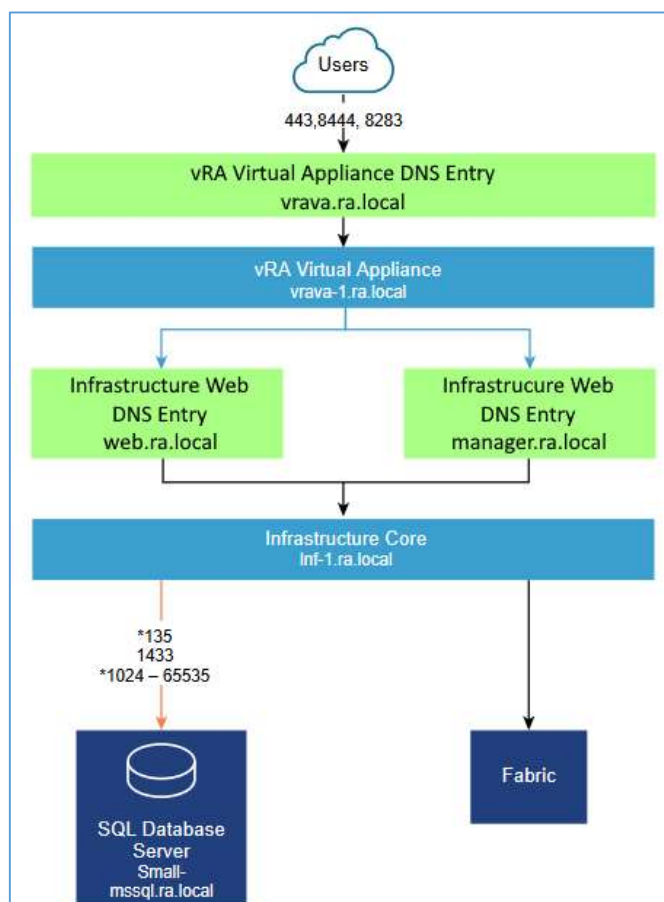 Users
443,8444, 8283
vRA Virtual Appliance DNS Entry
vrava.ra.local
vRA Virtual Appliance
vrava-1.ra.local
Infrastructure Web
DNS Entry
web.ra.local
Infrastrucure Web
DNS Entry
manager.ra.local
Infrastructure Core
Inf-1.ra.local
*135
1433
*1024 – 65535
SQL Database
Server
Small-
mssql.ra.local
Fabric